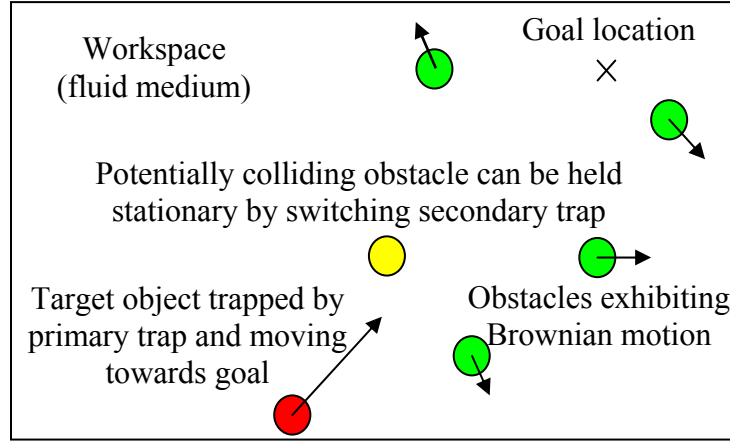 Workspace
(fluid medium)
Goal location
Potentially colliding obstacle can be held
stationary by switching secondary trap
Target object trapped by
primary trap and moving
towards goal
Obstacles exhibiting
Brownian motion